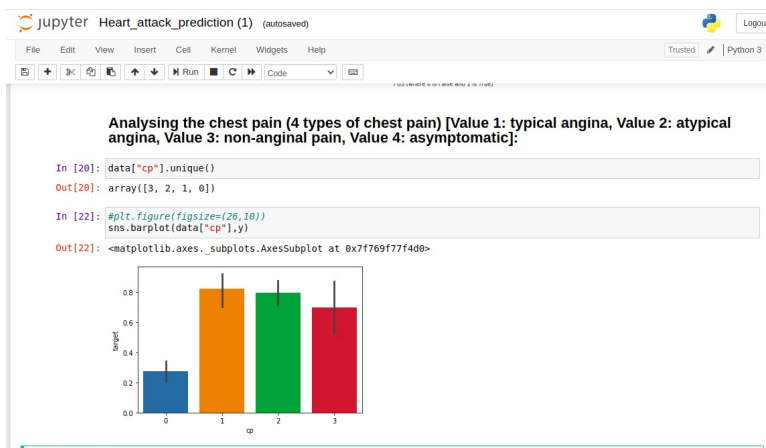 jupyter Heart_attack_prediction (1) (autosaved)
Logou
File Edit View Insert Cell Kernel Widgets Help
Trusted Python 3
Run Code
Analysing the chest pain (4 types of chest pain) [Value 1: typical angina, Value 2: atypical
angina, Value 3: non-anginal pain, Value 4: asymptomatic]:
In [20]: data["cp"].unique()
Out[20]: array([3, 2, 1, 0])
In [22]: #plt.figure(figsize=(26,10))
sns.barplot(data["cp"],y)
Out[22]: <matplotlib.axes._subplots.AxesSubplot at 0x7f769f77f4d0>
0.8
0.6
target
0.4
0.2
0.0
0 1 2 3
cp